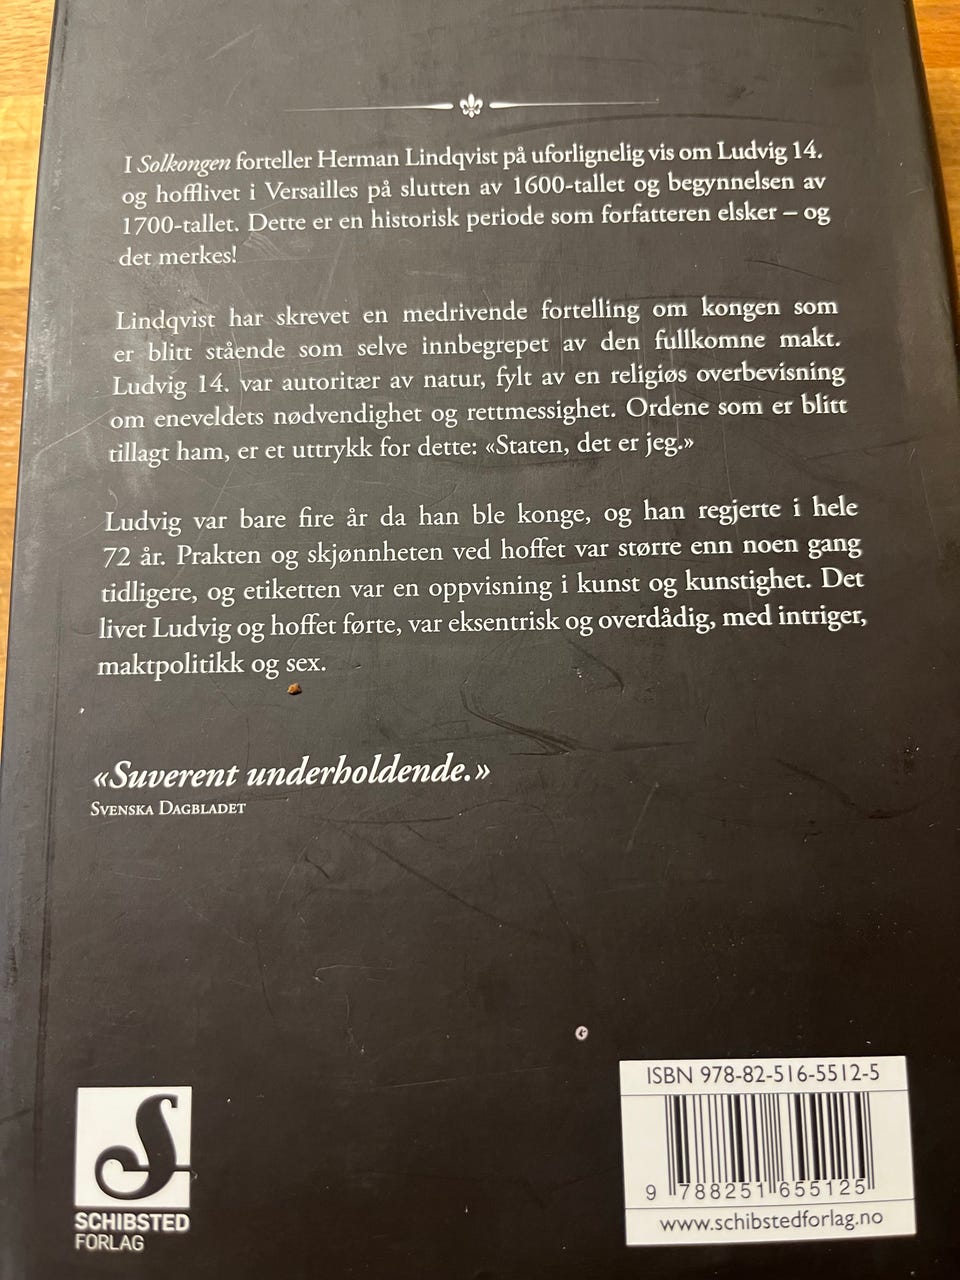 I Solkongen forteller Herman Lindqvist på uforlignelig vis om Ludvig 14.
og hofflivet i Versailles på slutten av 1600-tallet og begynnelsen av
1700-tallet. Dette er en historisk periode som forfatteren elsker – og
det merkes!
Lindqvist har skrevet en medrivende fortelling om kongen som
er blitt stående som selve innbegrepet av den fullkomne makt.
Ludvig 14. var autoritær av natur, fylt av en religiøs overbevisning
om eneveldets nødvendighet og rettmessighet. Ordene som er blitt
tillagt ham, er et uttrykk for dette: «Staten, det er jeg.»
Ludvig var bare fire år da han ble konge, og han regjerte i hele
72 år. Prakten og skjønnheten ved hoffet var større enn noen gang
tidligere, og etiketten var en oppvisning i kunst og kunstighet. Det
livet Ludvig og hoffet førte, var eksentrisk og overdådig, med intriger,
maktpolitikk og sex.
«Suverent underholdende.»
Svenska Dagbladet
S
SCHIBSTED
FORLAG
ISBN 978-82-516-5512-5
9 788251 655125
www.schibstedforlag.no